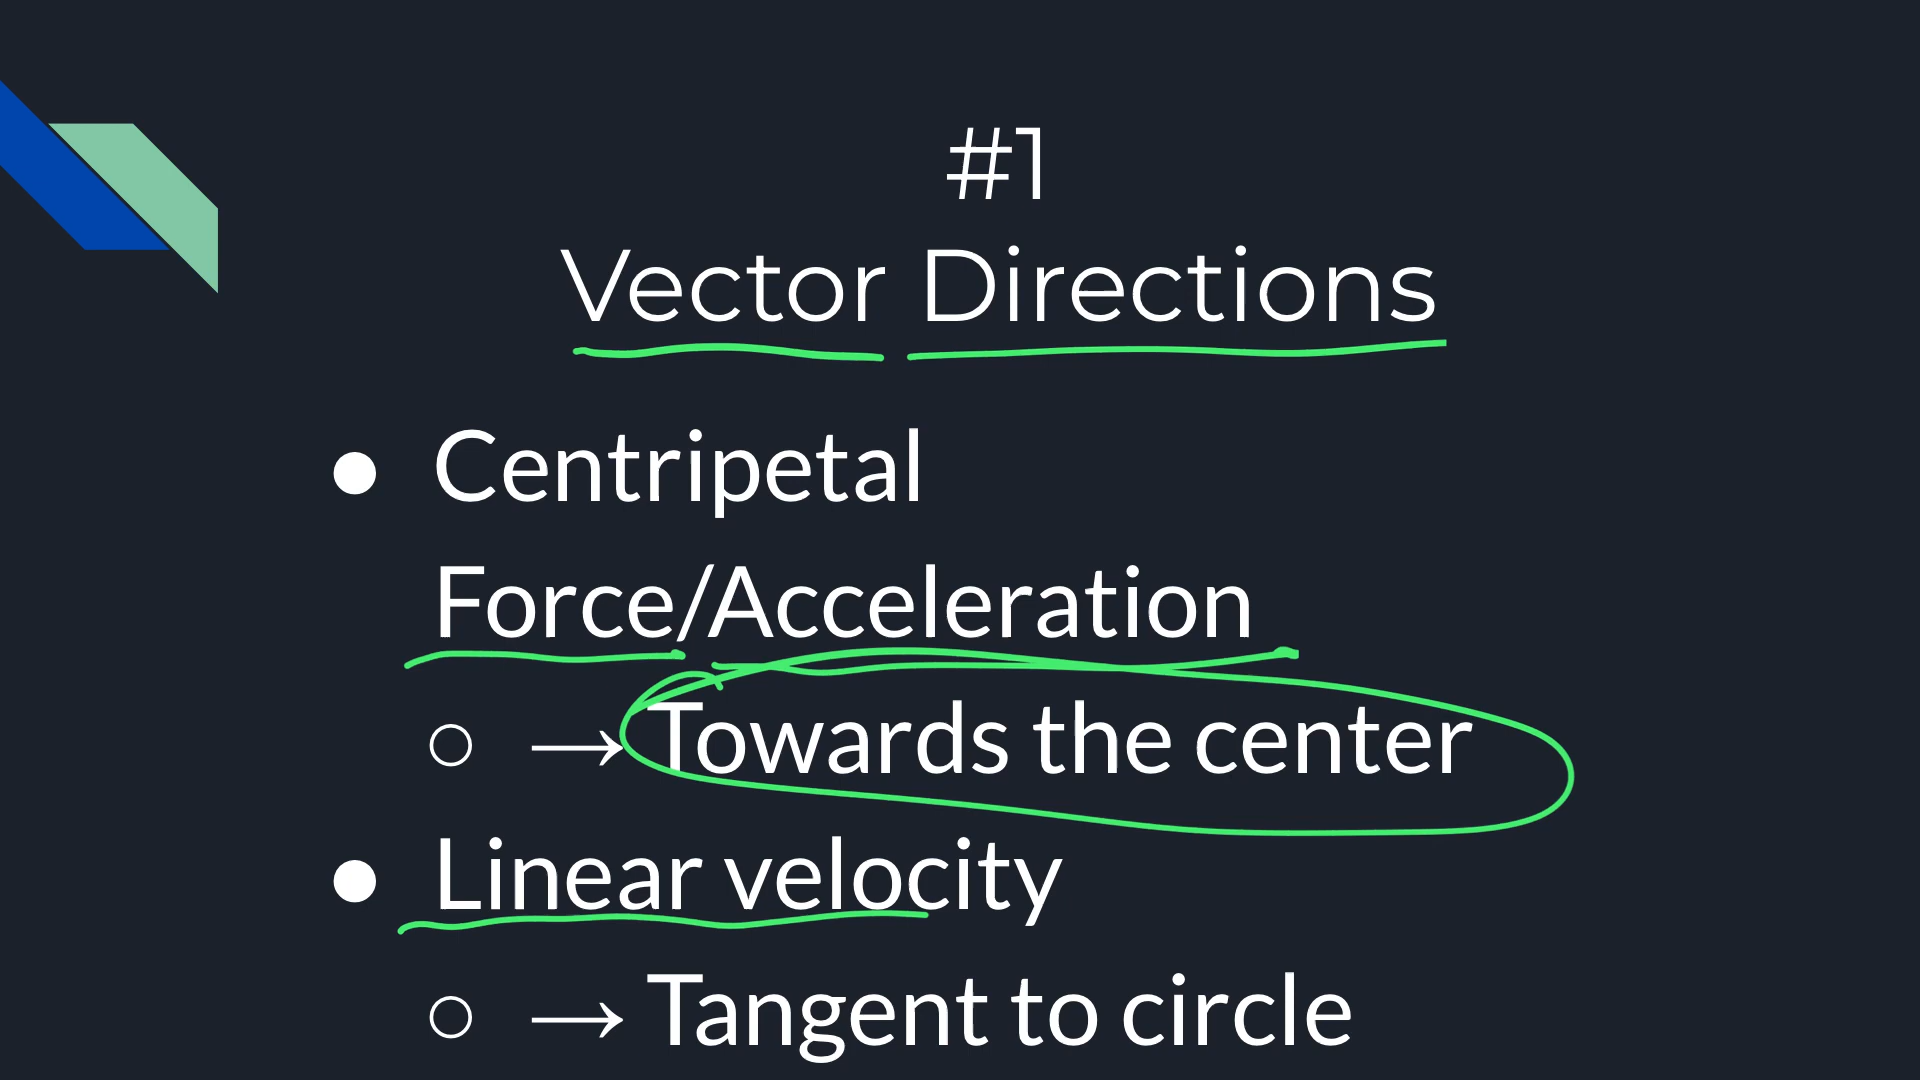 #1
Vector Directions
● Centripetal
Force/Acceleration
○ → Towards the center
● Linear velocity
○ → Tangent to circle